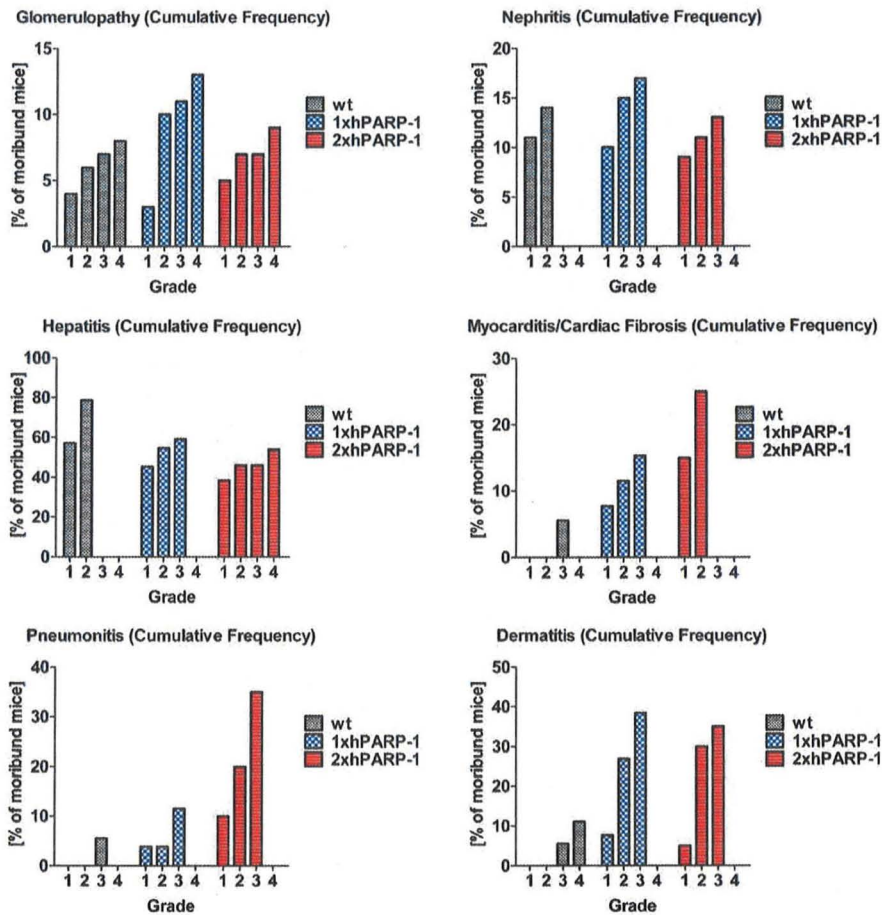 Glomerulopathy (Cumulative Frequency)
[% of moribund mice]
15
10
5
0
1 2 3 4 1 2 3 4 1 2 3 4
Grade
wt
1xhPARP-1
2xhPARP-1
Nephritis (Cumulative Frequency)
[% of moribund mice]
20
15
10
5
0
1 2 3 4 1 2 3 4 1 2 3 4
Grade
wt
1xhPARP-1
2xhPARP-1
Hepatitis (Cumulative Frequency)
[% of moribund mice]
100
80
60
40
20
0
1 2 3 4 1 2 3 4 1 2 3 4
Grade
wt
1xhPARP-1
2xhPARP-1
Myocarditis/Cardiac Fibrosis (Cumulative Frequency)
[% of moribund mice]
30
20
10
0
1 2 3 4 1 2 3 4 1 2 3 4
Grade
wt
1xhPARP-1
2xhPARP-1
Pneumonitis (Cumulative Frequency)
[% of moribund mice]
40
30
20
10
0
1 2 3 4 1 2 3 4 1 2 3 4
Grade
wt
1xhPARP-1
2xhPARP-1
Dermatitis (Cumulative Frequency)
[% of moribund mice]
50
40
30
20
10
0
1 2 3 4 1 2 3 4 1 2 3 4
Grade
wt
1xhPARP-1
2xhPARP-1